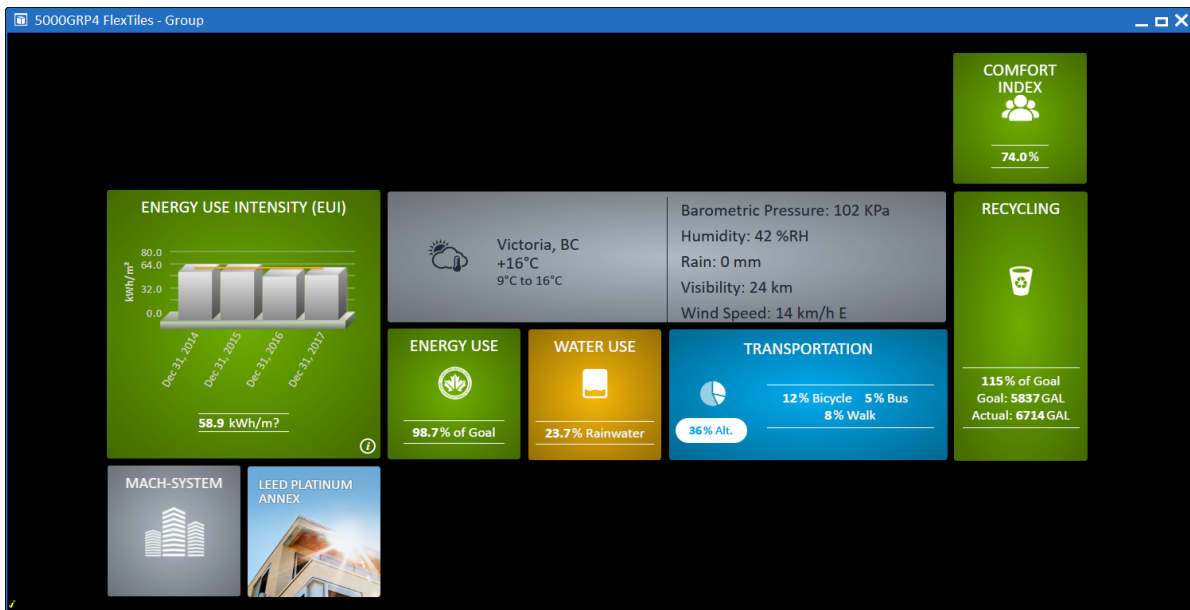 5000GRP4 FlexTiles - Group
COMFORT
INDEX
74.0%
ENERGY USE INTENSITY (EUI)
80.0
64.0
32.0
0.0
kWh/m²
Dec 31, 2014
Dec 31, 2015
Dec 31, 2016
Dec 31, 2017
58.9 kWh/m?
i
Victoria, BC
+16°C
9°C to 16°C
Barometric Pressure: 102 KPa
Humidity: 42 %RH
Rain: 0 mm
Visibility: 24 km
Wind Speed: 14 km/h E
RECYCLING
115% of Goal
Goal: 5837 GAL
Actual: 6714 GAL
ENERGY USE
98.7% of Goal
WATER USE
23.7% Rainwater
TRANSPORTATION
36% Alt.
12% Bicycle 5% Bus
8% Walk
MACH-SYSTEM
LEED PLATINUM
ANNEX